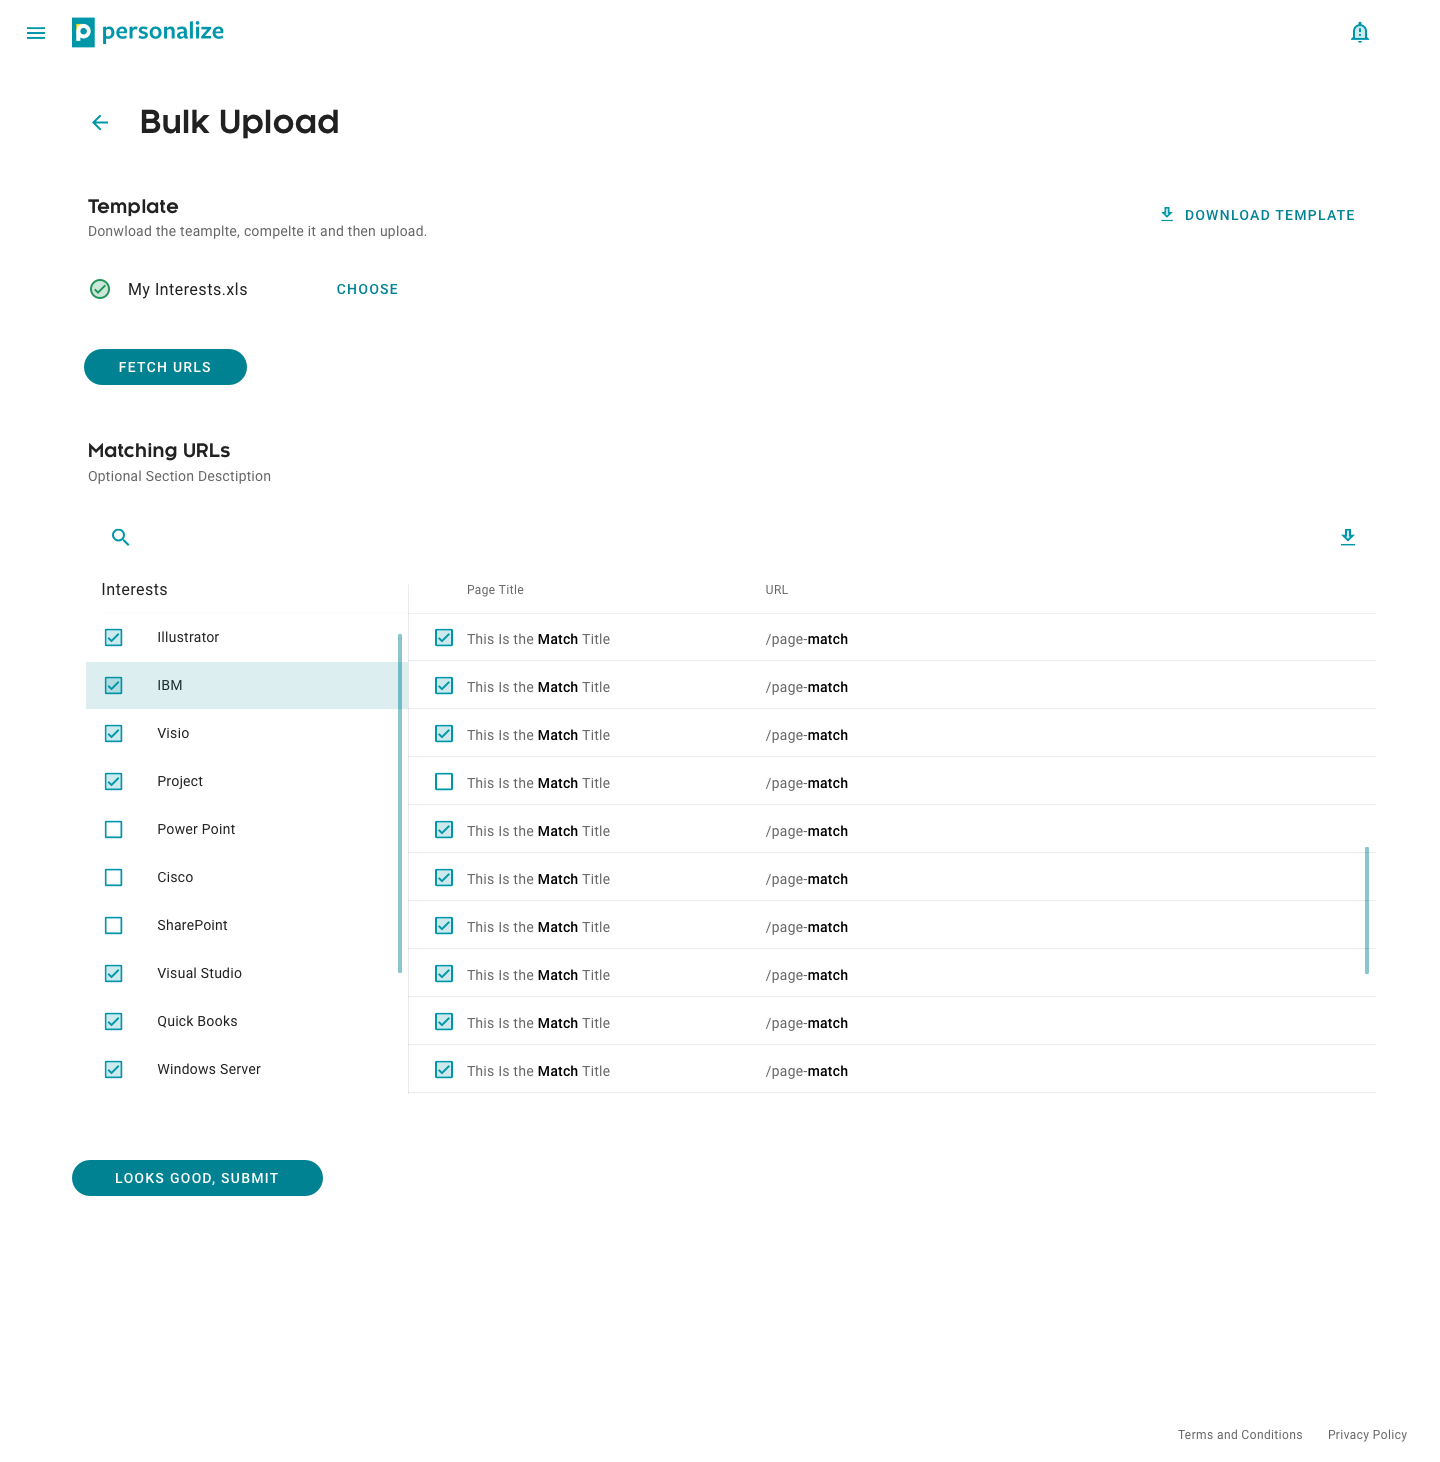 personalize
Bulk Upload
Template
Donwload the teamplte, compelte it and then upload.
DOWNLOAD TEMPLATE
My Interests.xls CHOOSE
FETCH URLS
Matching URLs
Optional Section Desctiption
Interests Page Title URL
Illustrator This Is the Match Title /page-match
IBM This Is the Match Title /page-match
Visio This Is the Match Title /page-match
Project This Is the Match Title /page-match
Power Point This Is the Match Title /page-match
Cisco This Is the Match Title /page-match
SharePoint This Is the Match Title /page-match
Visual Studio This Is the Match Title /page-match
Quick Books This Is the Match Title /page-match
Windows Server This Is the Match Title /page-match
LOOKS GOOD, SUBMIT
Terms and Conditions Privacy Policy